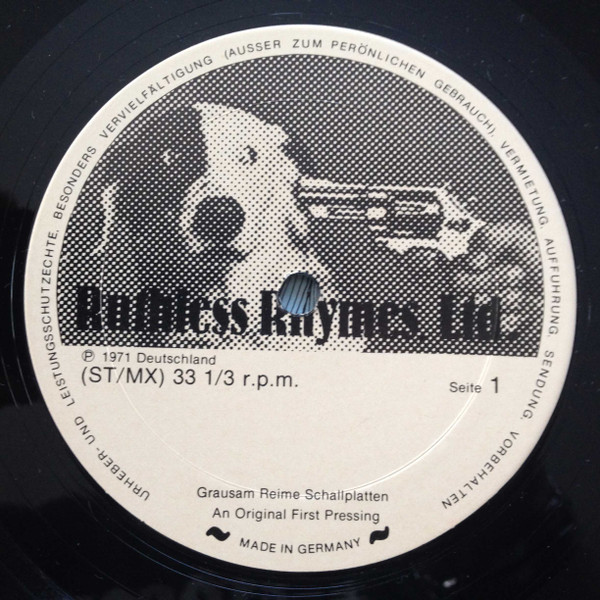 URHEBER- UND LEISTUNGSSCHUTZECHTE, BESONDERS VERVIELFÄLTIGUNG (AUSSER ZUM PERÖNLICHEN GEBRAUCH), VERMIETUNG, AUFFUHRUNG, SENDUNG, VORBEHALTEN
Ruthless Rhymes, Ltd.
℗ 1971 Deutschland
(ST/MX) 33 1/3 r.p.m.
Seite 1
Grausam Reime Schallplatten
An Original First Pressing
MADE IN GERMANY